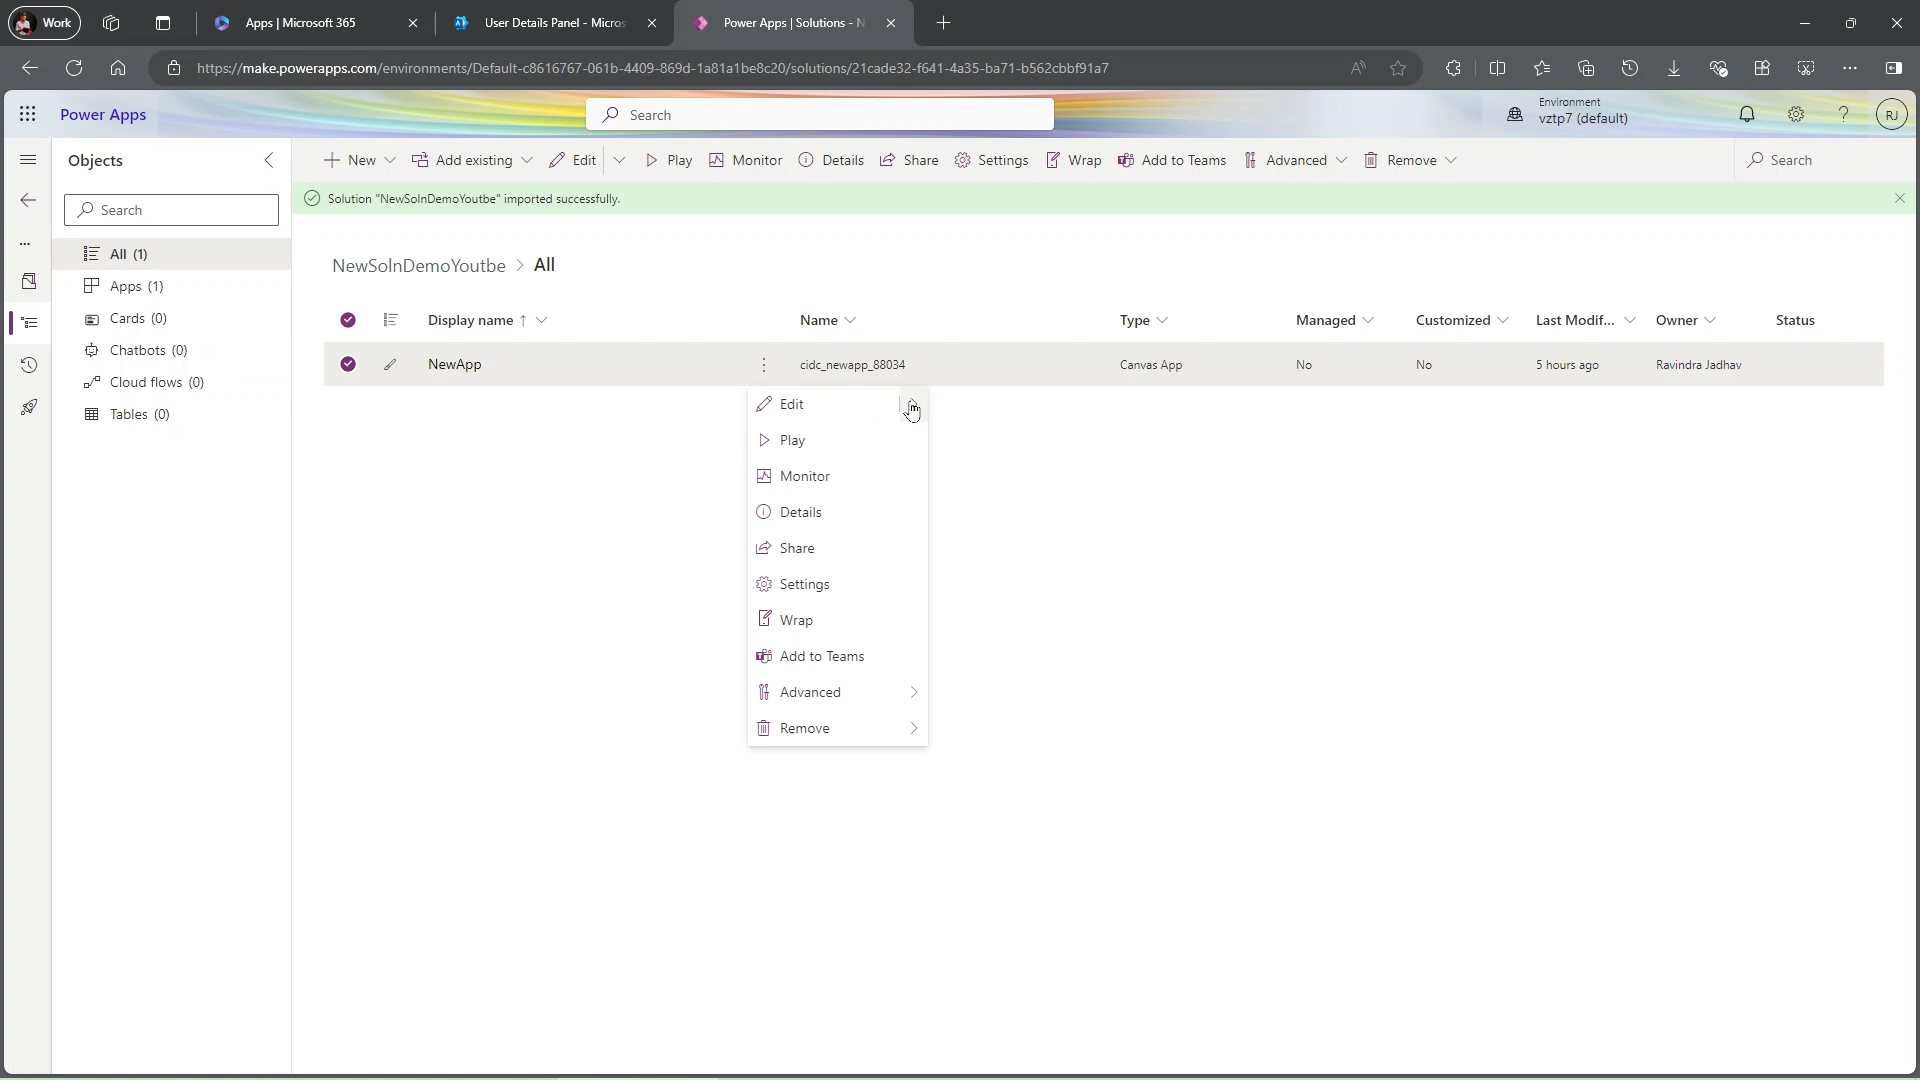 Work
Apps | Microsoft 365
User Details Panel - Micros
Power Apps | Solutions - N
https://make.powerapps.com/environments/Default-c8616767-061b-4409-869d-1a81a1be8c20/solutions/21cade32-f641-4a35-ba71-b562cbbf91a7
Power Apps
Search
Environment
vztp7 (default)
RJ
Objects
New
Add existing
Edit
Play
Monitor
Details
Share
Settings
Wrap
Add to Teams
Advanced
Remove
Search
Solution "NewSolnDemoYoutbe" imported successfully.
Search
All (1)
Apps (1)
Cards (0)
Chatbots (0)
Cloud flows (0)
Tables (0)
NewSolnDemoYoutbe > All
Display name ↑ Name Type Managed Customized Last Modif... Owner Status
NewApp cidc_newapp_88034 Canvas App No No 5 hours ago Ravindra Jadhav
Edit
Play
Monitor
Details
Share
Settings
Wrap
Add to Teams
Advanced
Remove